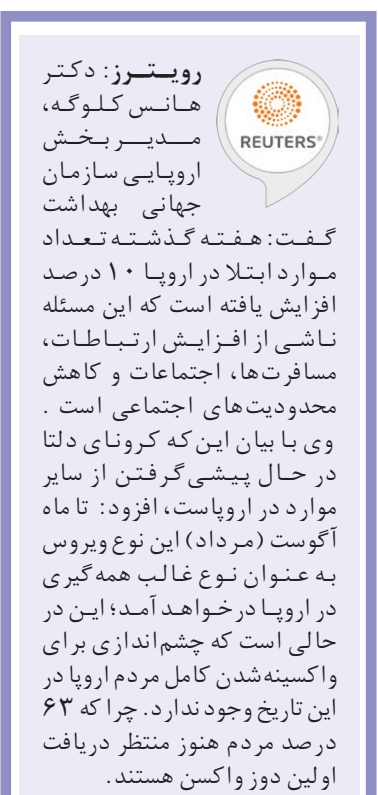 رویترز: دکتر
هانس کلوگه،
مدیر بخش
اروپایی سازمان
جهانی بهداشت
REUTERS®
گفت: هفته گذشته تعداد
موارد ابتلا در اروپا ۱۰ درصد
افزایش یافته است که این مسئله
ناشی از افزایش ارتباطات،
مسافرت‌ها، اجتماعات و کاهش
محدودیت‌های اجتماعی است .
وی با بیان این‌که کرونای دلتا
در حال پیشی‌گرفتن از سایر
موارد در اروپاست، افزود: تا ماه
آگوست (مرداد) این نوع ویروس
به عنوان نوع غالب همه‌گیری
در اروپا درخواهد آمد؛ این در
حالی است که چشم‌اندازی برای
واکسینه‌شدن کامل مردم اروپا در
این تاریخ وجود ندارد. چرا که ۶۳
درصد مردم هنوز منتظر دریافت
اولین دوز واکسن هستند.